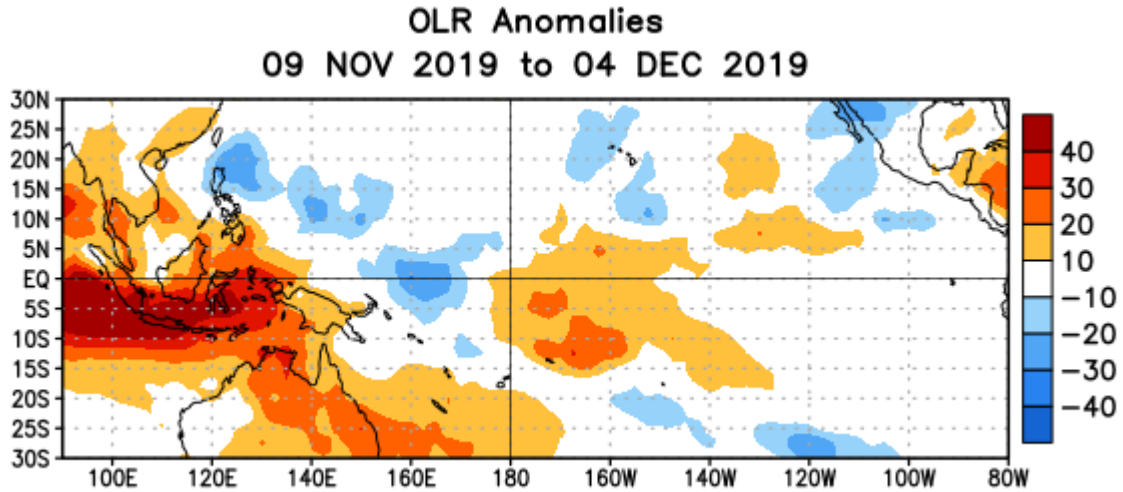 OLR Anomalies
09 NOV 2019 to 04 DEC 2019
30N
25N
20N
15N
10N
5N
EQ
5S
10S
15S
20S
25S
30S
100E 120E 140E 160E 180 160W 140W 120W 100W 80W
40
30
20
10
−10
−20
−30
−40